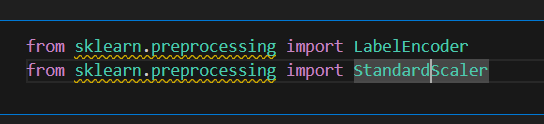 from sklearn.preprocessing import LabelEncoder
from sklearn.preprocessing import StandardScaler